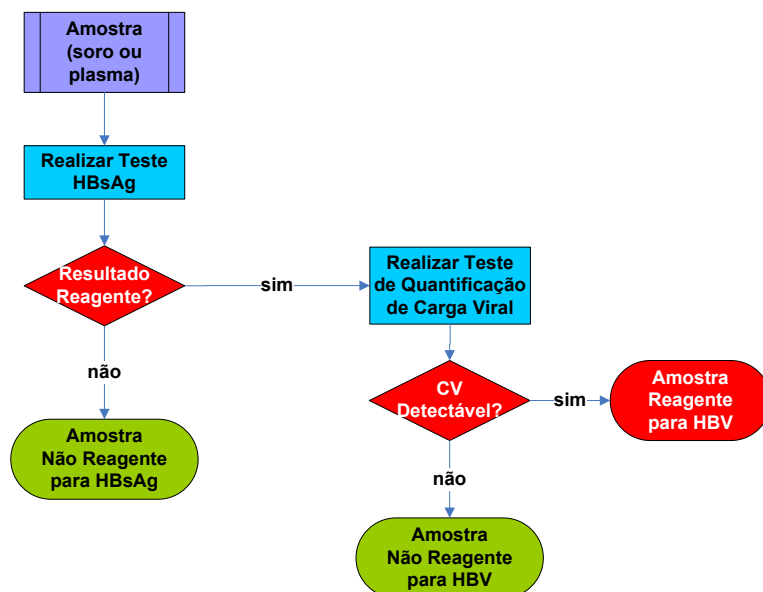 Amostra
(soro ou
plasma)
Realizar Teste
HBsAg
Resultado
Reagente?
sim
Realizar Teste
de Quantificação
de Carga Viral
não
CV
Detectável?
sim
Amostra
Reagente
para HBV
Amostra
Não Reagente
para HBsAg
não
Amostra
Não Reagente
para HBV